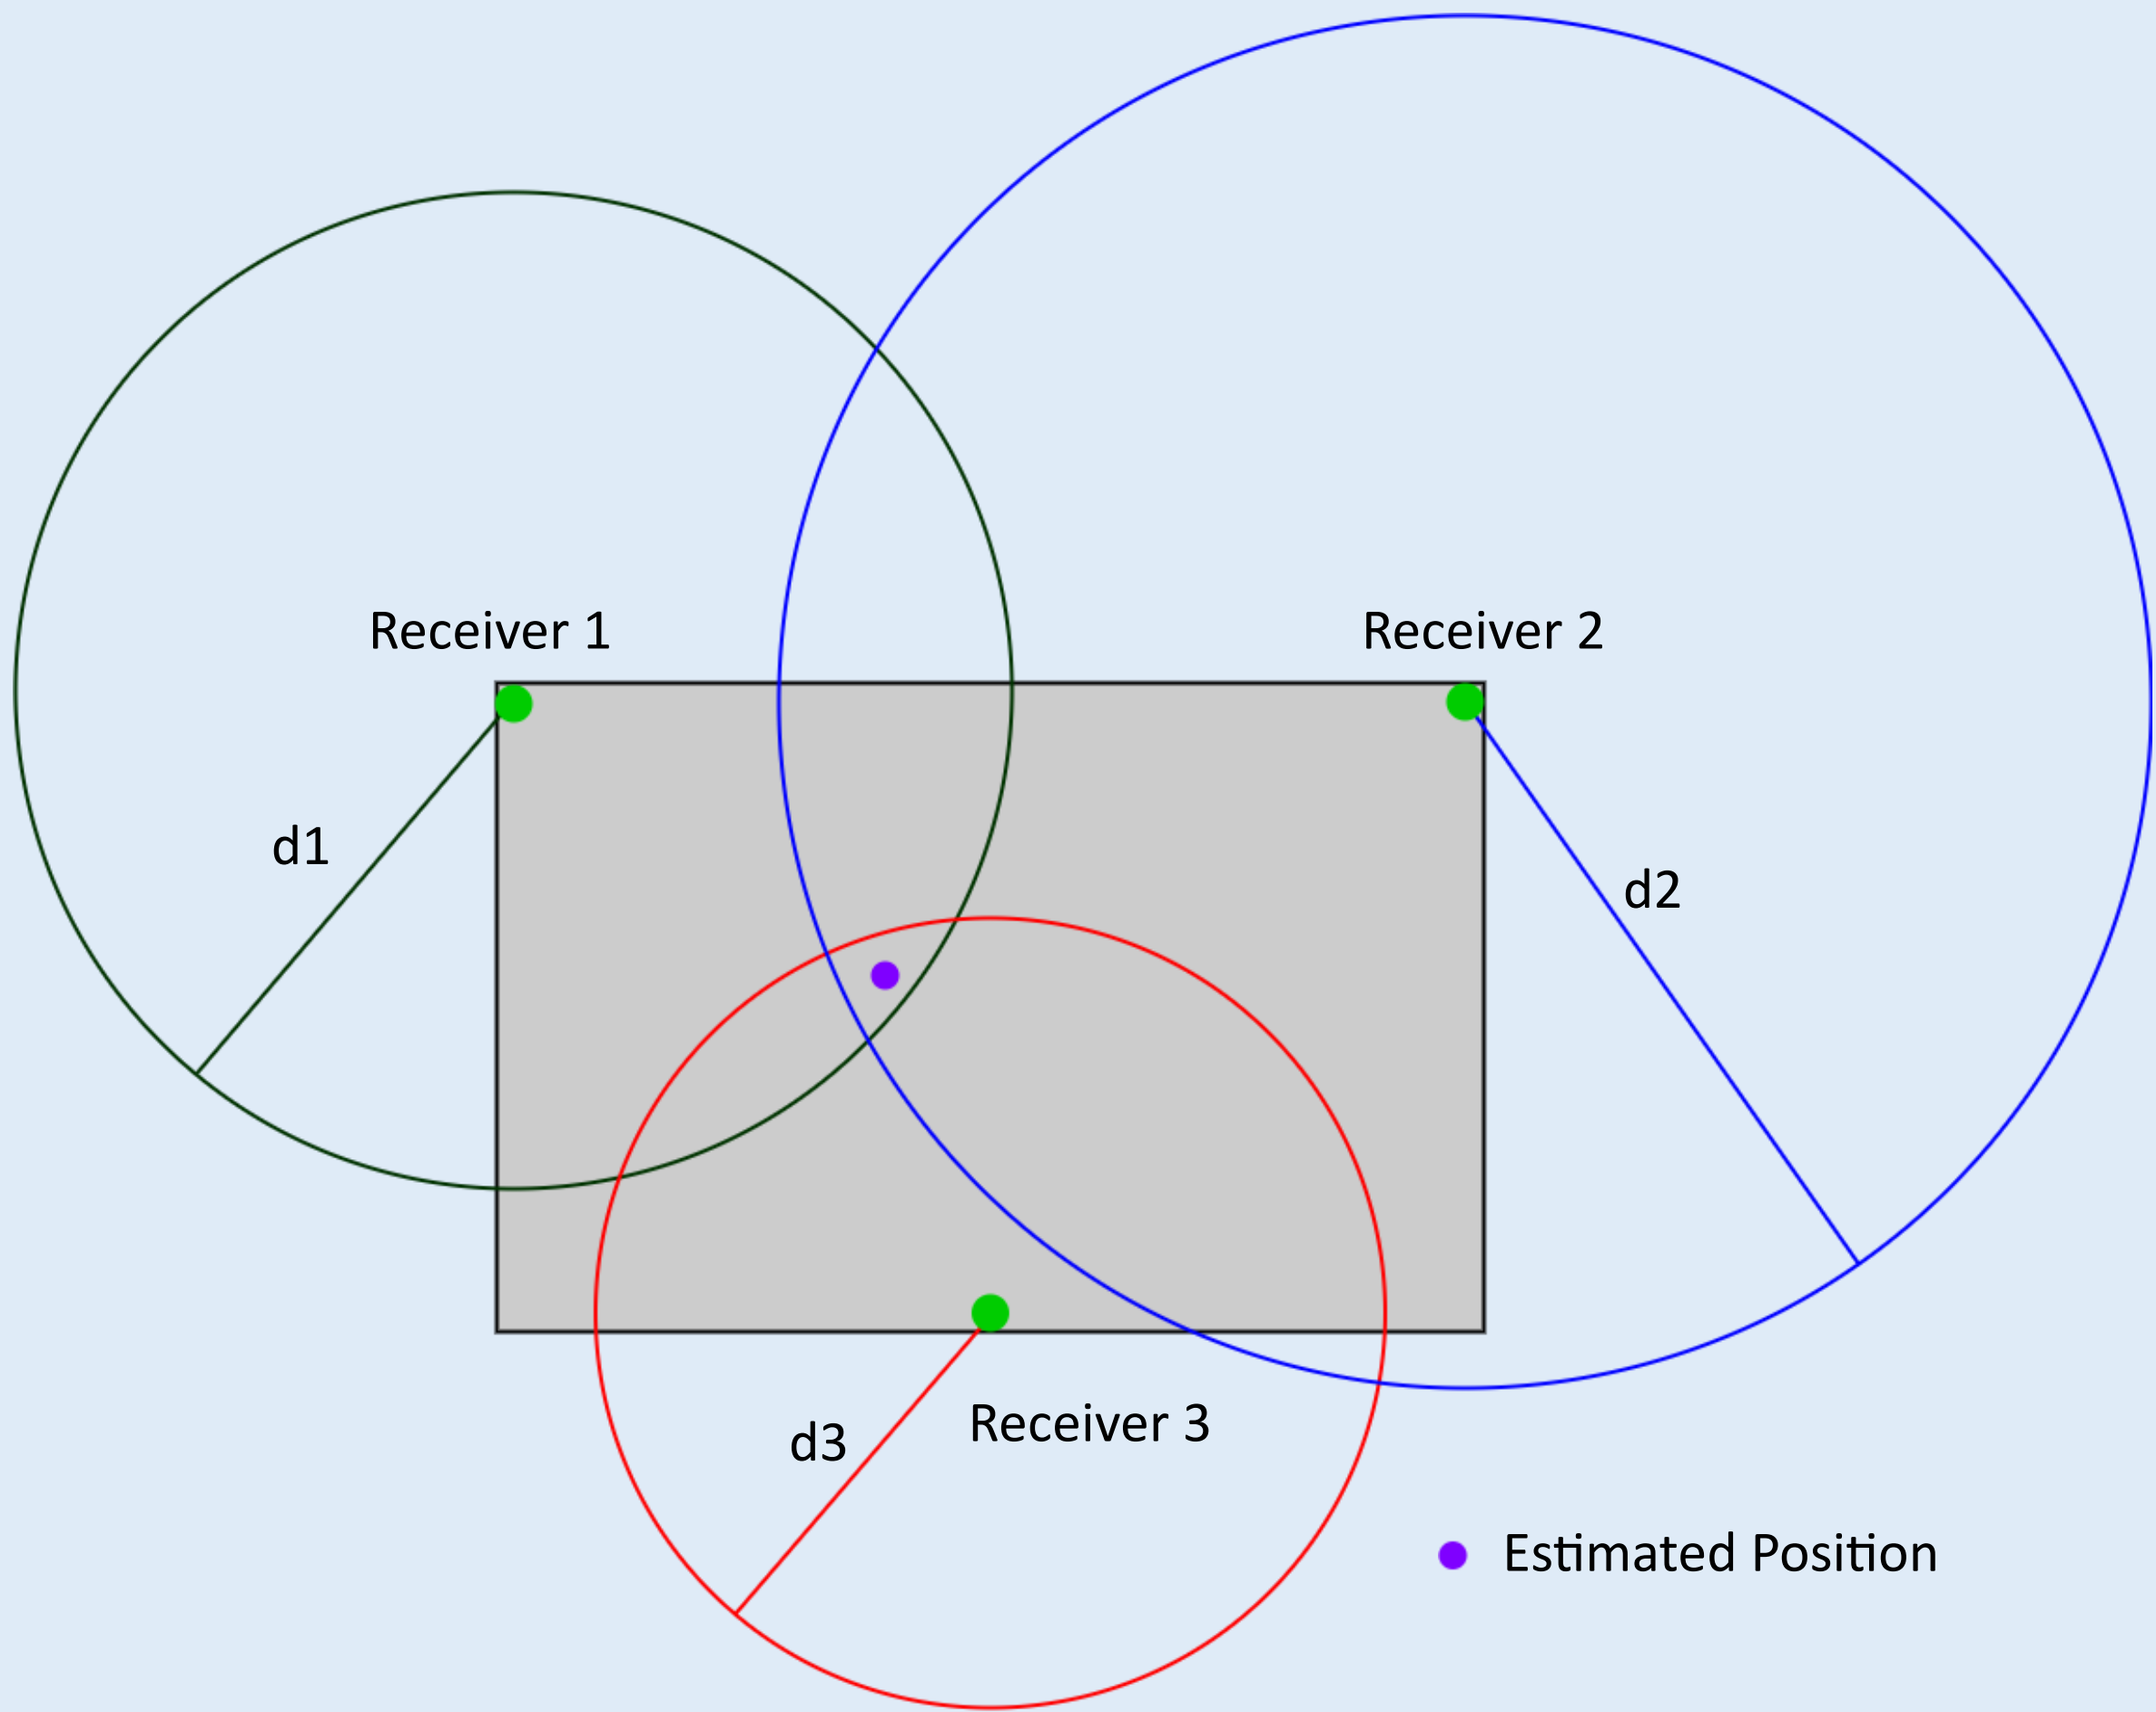 Receiver 1
Receiver 2
d1
d2
Receiver 3
d3
Estimated Position